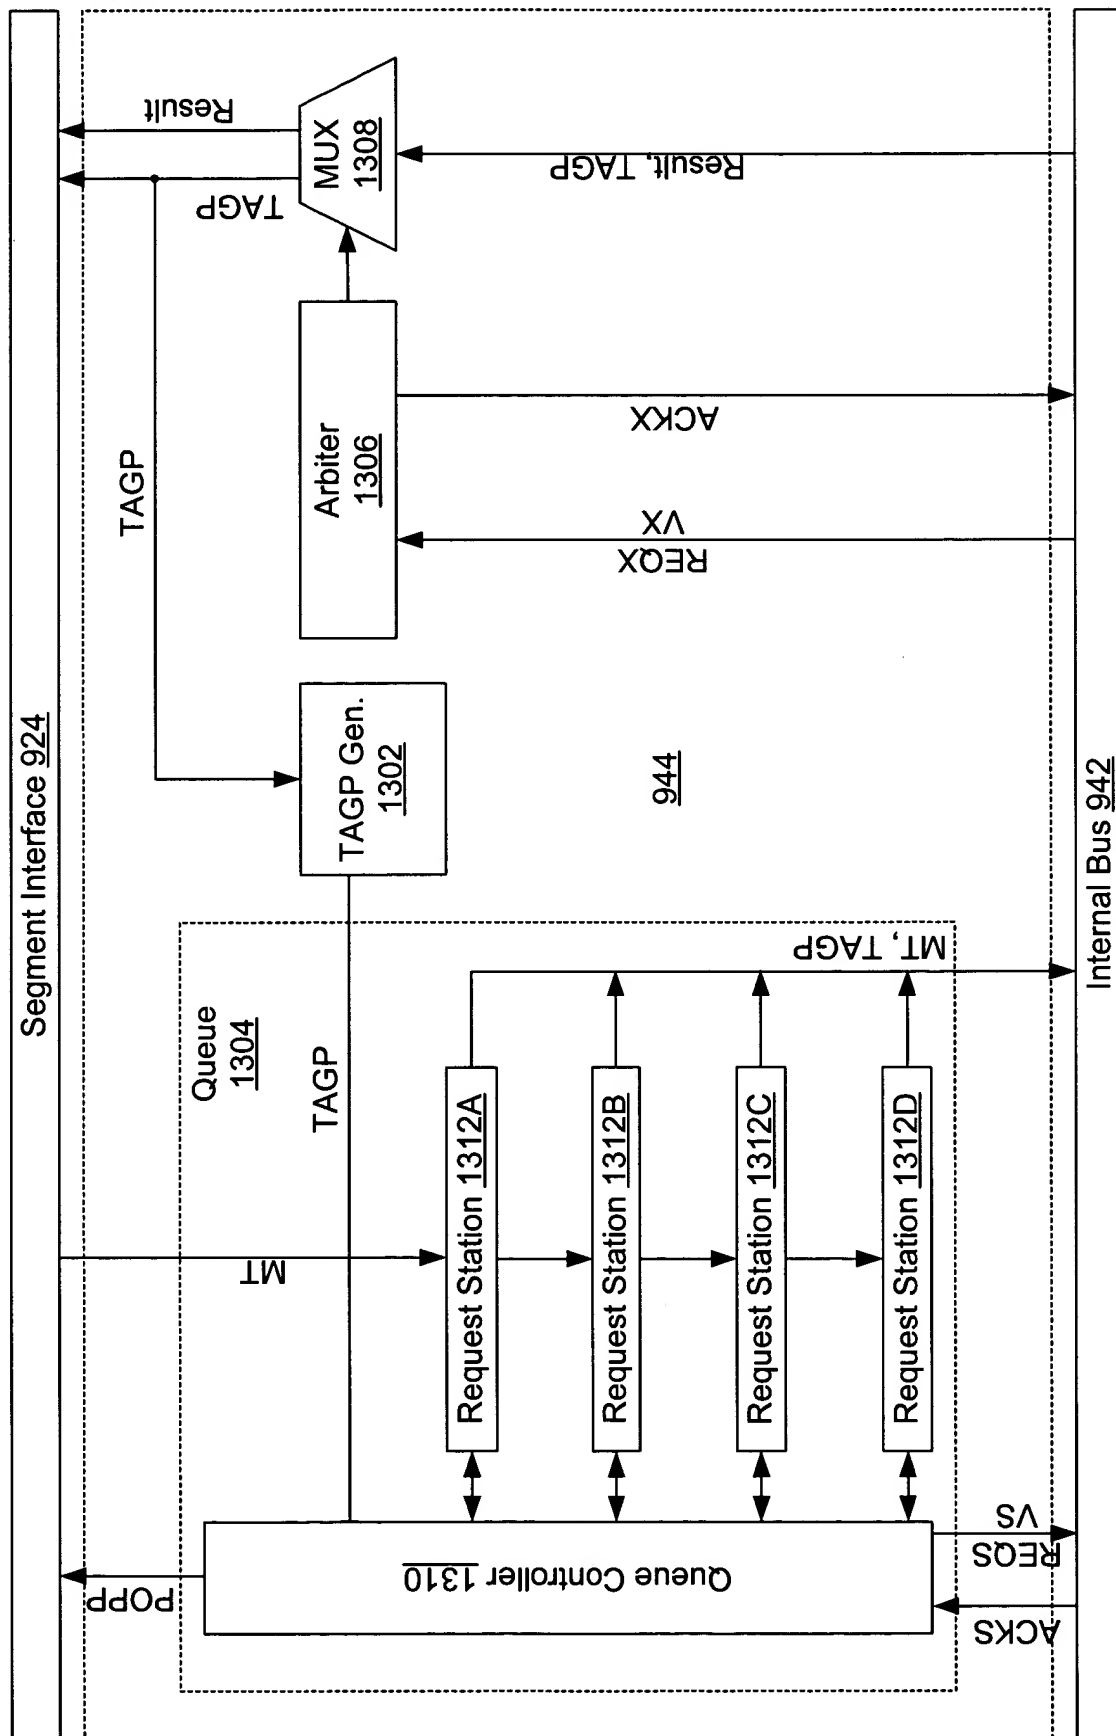 Segment Interface 924
POPP
MT
TAGP
TAGP
Result
Queue
1304
TAGP
TAGP Gen.
1302
Arbiter
1306
MUX
1308
Queue Controller 1310
Request Station 1312A
Request Station 1312B
Request Station 1312C
Request Station 1312D
MT, TAGP
944
REQX
VX
ACKX
Result, TAGP
ACKS
REQS
VS
Internal Bus 942